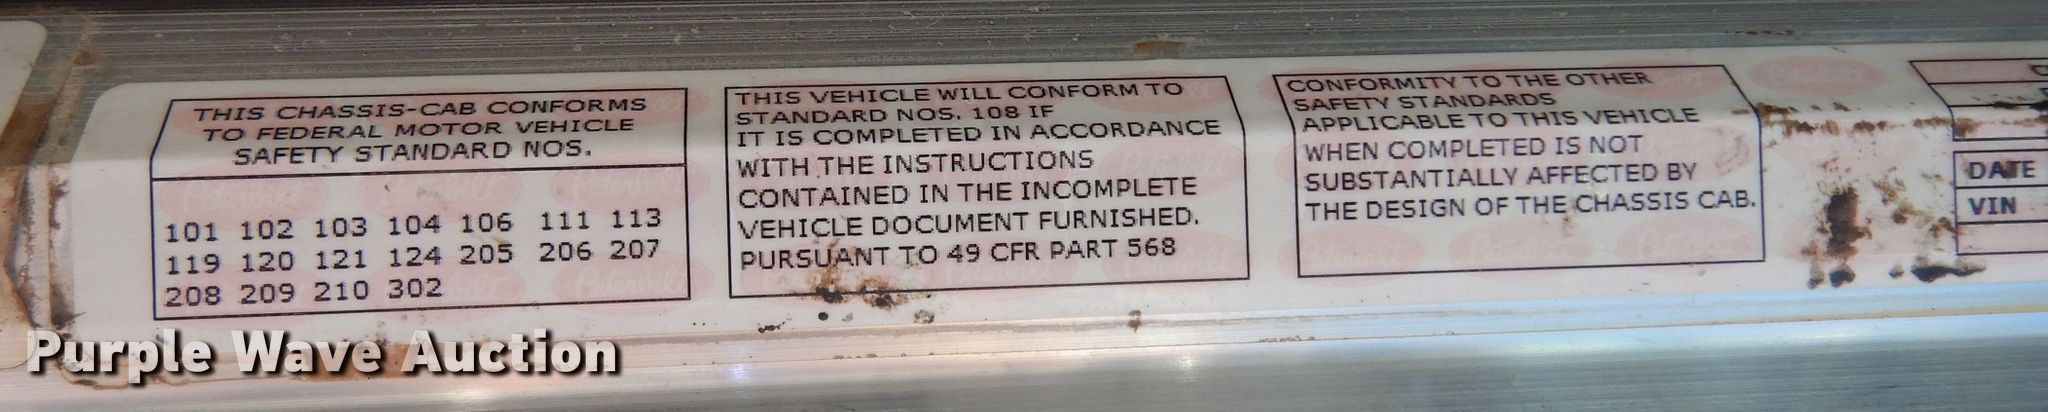 THIS CHASSIS-CAB CONFORMS
TO FEDERAL MOTOR VEHICLE
SAFETY STANDARD NOS.
101 102 103 104 106 111 113
119 120 121 124 205 206 207
208 209 210 302
THIS VEHICLE WILL CONFORM TO
STANDARD NOS. 108 IF
IT IS COMPLETED IN ACCORDANCE
WITH THE INSTRUCTIONS
CONTAINED IN THE INCOMPLETE
VEHICLE DOCUMENT FURNISHED.
PURSUANT TO 49 CFR PART 568
CONFORMITY TO THE OTHER
SAFETY STANDARDS
APPLICABLE TO THIS VEHICLE
WHEN COMPLETED IS NOT
SUBSTANTIALLY AFFECTED BY
THE DESIGN OF THE CHASSIS CAB.
DATE
VIN
Peterbilt
Purple Wave Auction